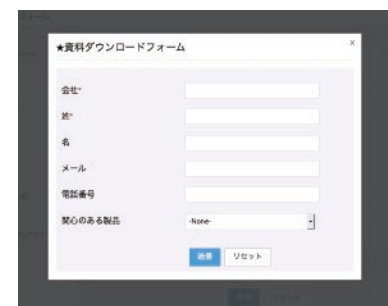 ★資料ダウンロードフォーム
×
会社*
姓*
名
メール
電話番号
関心のある製品
-None-
送信
リセット